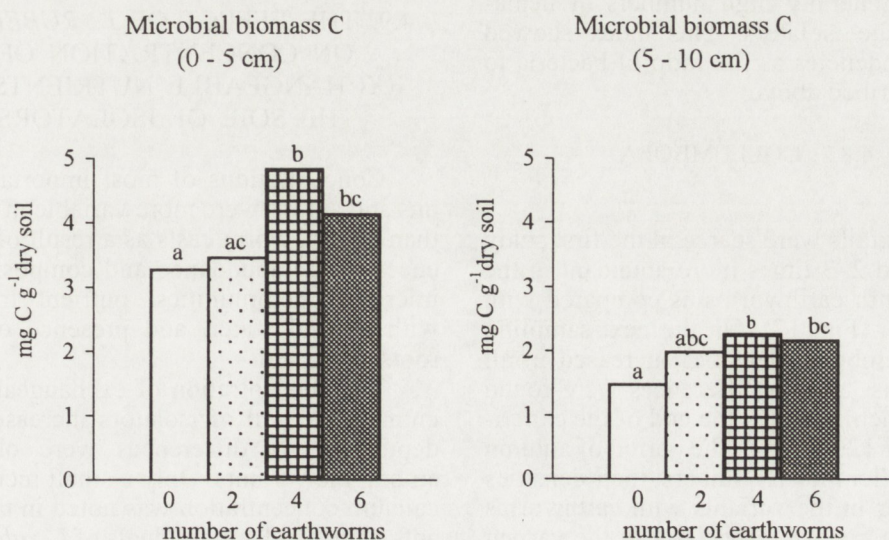 Microbial biomass C
(0 - 5 cm)
mg C g⁻¹ dry soil
5
4
3
2
1
0
a
ac
b
bc
0 2 4 6
number of earthworms
Microbial biomass C
(5 - 10 cm)
mg C g⁻¹ dry soil
5
4
3
2
1
0
a
abc
b
bc
0 2 4 6
number of earthworms